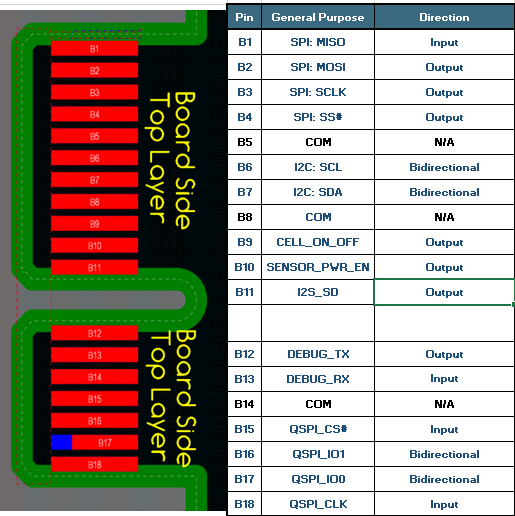 B1
B2
B3
B4
B5
B6
B7
B8
B9
B10
B11
Board Side
Top Layer
B12
B13
B14
B15
B16
B17
B18
Board Side
Top Layer
Pin General Purpose Direction
B1 SPI: MISO Input
B2 SPI: MOSI Output
B3 SPI: SCLK Output
B4 SPI: SS# Output
B5 COM N/A
B6 I2C: SCL Bidirectional
B7 I2C: SDA Bidirectional
B8 COM N/A
B9 CELL_ON_OFF Output
B10 SENSOR_PWR_EN Output
B11 I2S_SD Output
B12 DEBUG_TX Output
B13 DEBUG_RX Input
B14 COM N/A
B15 QSPI_CS# Input
B16 QSPI_IO1 Bidirectional
B17 QSPI_IO0 Bidirectional
B18 QSPI_CLK Input